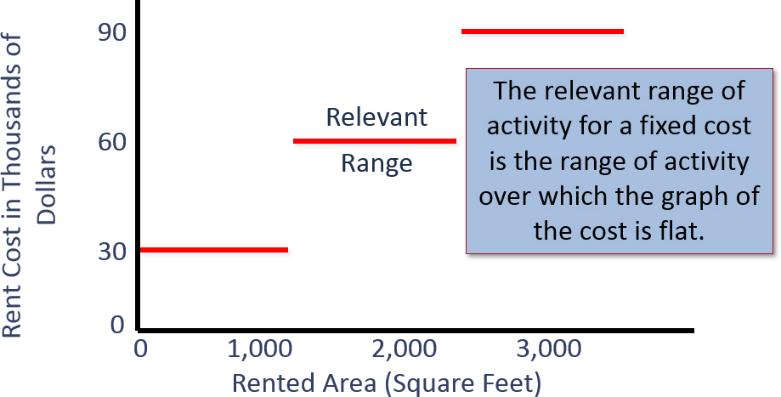 Rent Cost in Thousands of
Dollars
90
60
30
0
Relevant
Range
The relevant range of
activity for a fixed cost
is the range of activity
over which the graph of
the cost is flat.
0 1,000 2,000 3,000
Rented Area (Square Feet)